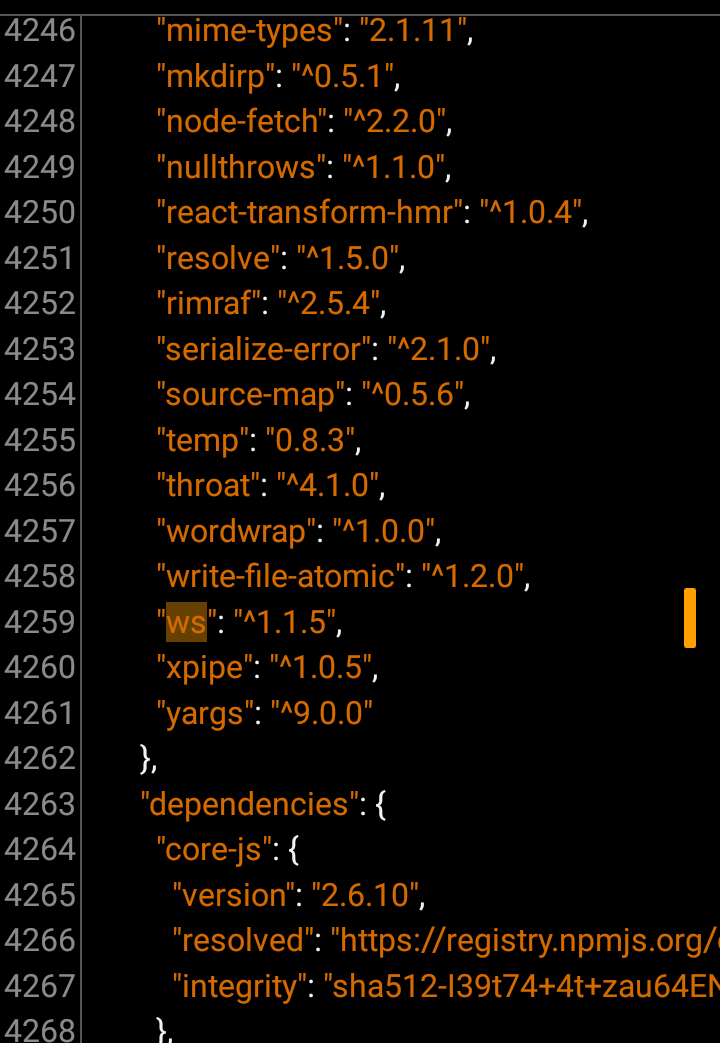 4246 "mime-types": "2.1.11",
4247 "mkdirp": "^0.5.1",
4248 "node-fetch": "^2.2.0",
4249 "nullthrows": "^1.1.0",
4250 "react-transform-hmr": "^1.0.4",
4251 "resolve": "^1.5.0",
4252 "rimraf": "^2.5.4",
4253 "serialize-error": "^2.1.0",
4254 "source-map": "^0.5.6",
4255 "temp": "0.8.3",
4256 "throat": "^4.1.0",
4257 "wordwrap": "^1.0.0",
4258 "write-file-atomic": "^1.2.0",
4259 "ws": "^1.1.5",
4260 "xpipe": "^1.0.5",
4261 "yargs": "^9.0.0"
4262 },
4263 "dependencies": {
4264 "core-js": {
4265 "version": "2.6.10",
4266 "resolved": "https://registry.npmjs.org/
4267 "integrity": "sha512-I39t74+4t+zau64EN
4268 },